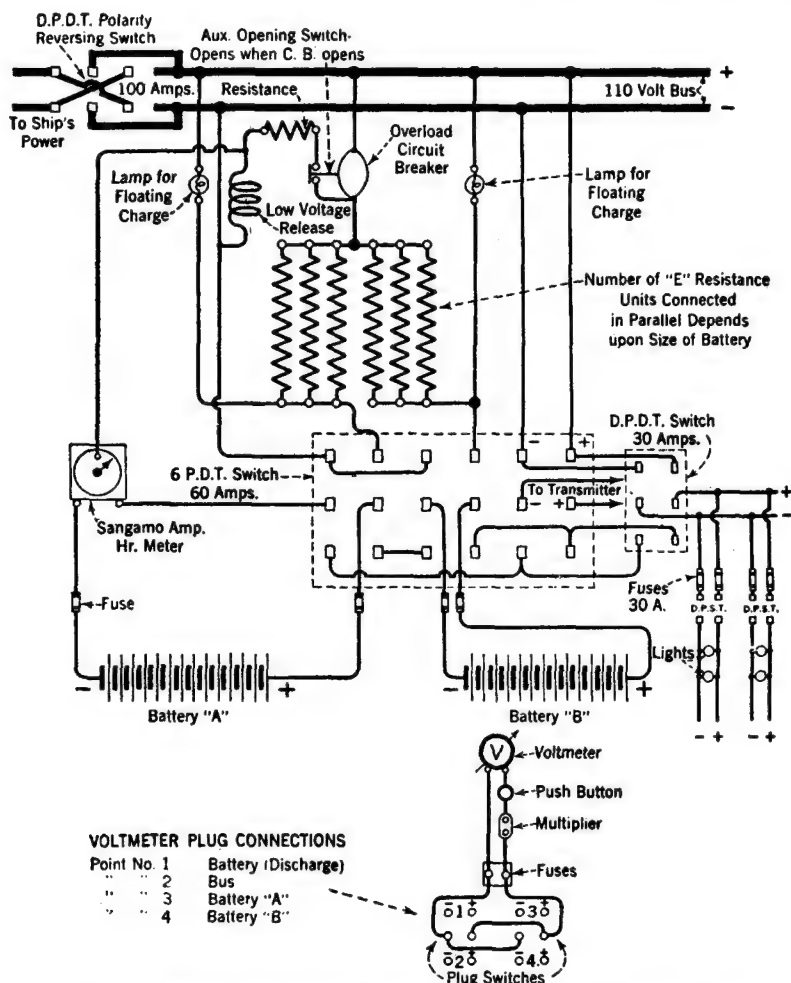 D.P.D.T. Polarity
Reversing Switch
Aux. Opening Switch-
Opens when C. B. opens
+
100 Amps.
Resistance
110 Volt Bus
-
To Ship's
Power
Overload
Circuit
Breaker
Lamp for
Floating
Charge
Lamp for
Floating
Charge
Low Voltage
Release
Number of "E" Resistance
Units Connected
in Parallel Depends
upon Size of Battery
D.P.D.T. Switch
30 Amps.
- +
6 P.D.T. Switch
60 Amps.
To Transmitter
- +
+
-
Sangamo Amp.
Hr. Meter
Fuses
30 A.
D.P.S.T. D.P.S.T.
Fuse
Lights
- +
Battery "A"
- +
Battery "B"
- + - +
V
Voltmeter
Push Button
Multiplier
VOLTMETER PLUG CONNECTIONS
Point No. 1 Battery (Discharge)
" " 2 Bus
" " 3 Battery "A"
" " 4 Battery "B"
Fuses
- 1 + - 3 +
- 2 + - 4 +
Plug Switches